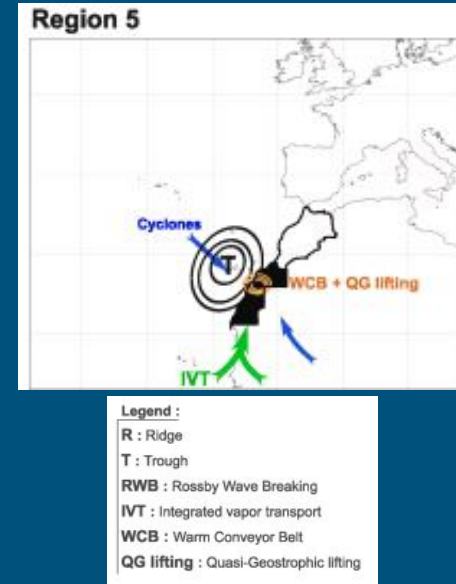 Region 5
Cyclones
T
WCB + QG lifting
IVT
Legend :
R : Ridge
T : Trough
RWB : Rossby Wave Breaking
IVT : Integrated vapor transport
WCB : Warm Conveyor Belt
QG lifting : Quasi-Geostrophic lifting